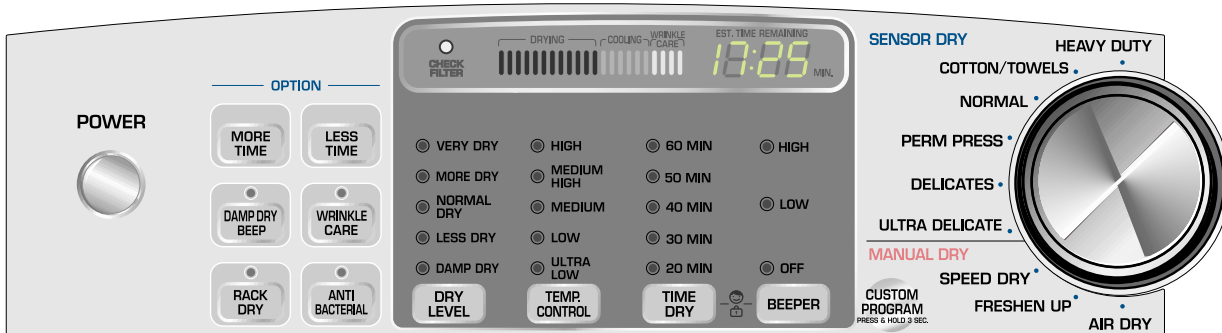 POWER
OPTION
MORE
TIME
LESS
TIME
DAMP DRY
BEEP
WRINKLE
CARE
RACK
DRY
ANTI
BACTERIAL
CHECK
FILTER
DRYING
COOLING
WRINKLE
CARE
EST. TIME REMAINING
17:25
MIN.
VERY DRY
MORE DRY
NORMAL
DRY
LESS DRY
DAMP DRY
DRY
LEVEL
HIGH
MEDIUM
HIGH
MEDIUM
LOW
ULTRA
LOW
TEMP.
CONTROL
60 MIN
50 MIN
40 MIN
30 MIN
20 MIN
TIME
DRY
HIGH
LOW
OFF
BEEPER
SENSOR DRY
HEAVY DUTY
COTTON/TOWELS
NORMAL
PERM PRESS
DELICATES
ULTRA DELICATE
MANUAL DRY
SPEED DRY
FRESHEN UP
AIR DRY
CUSTOM
PROGRAM
PRESS & HOLD 3 SEC.